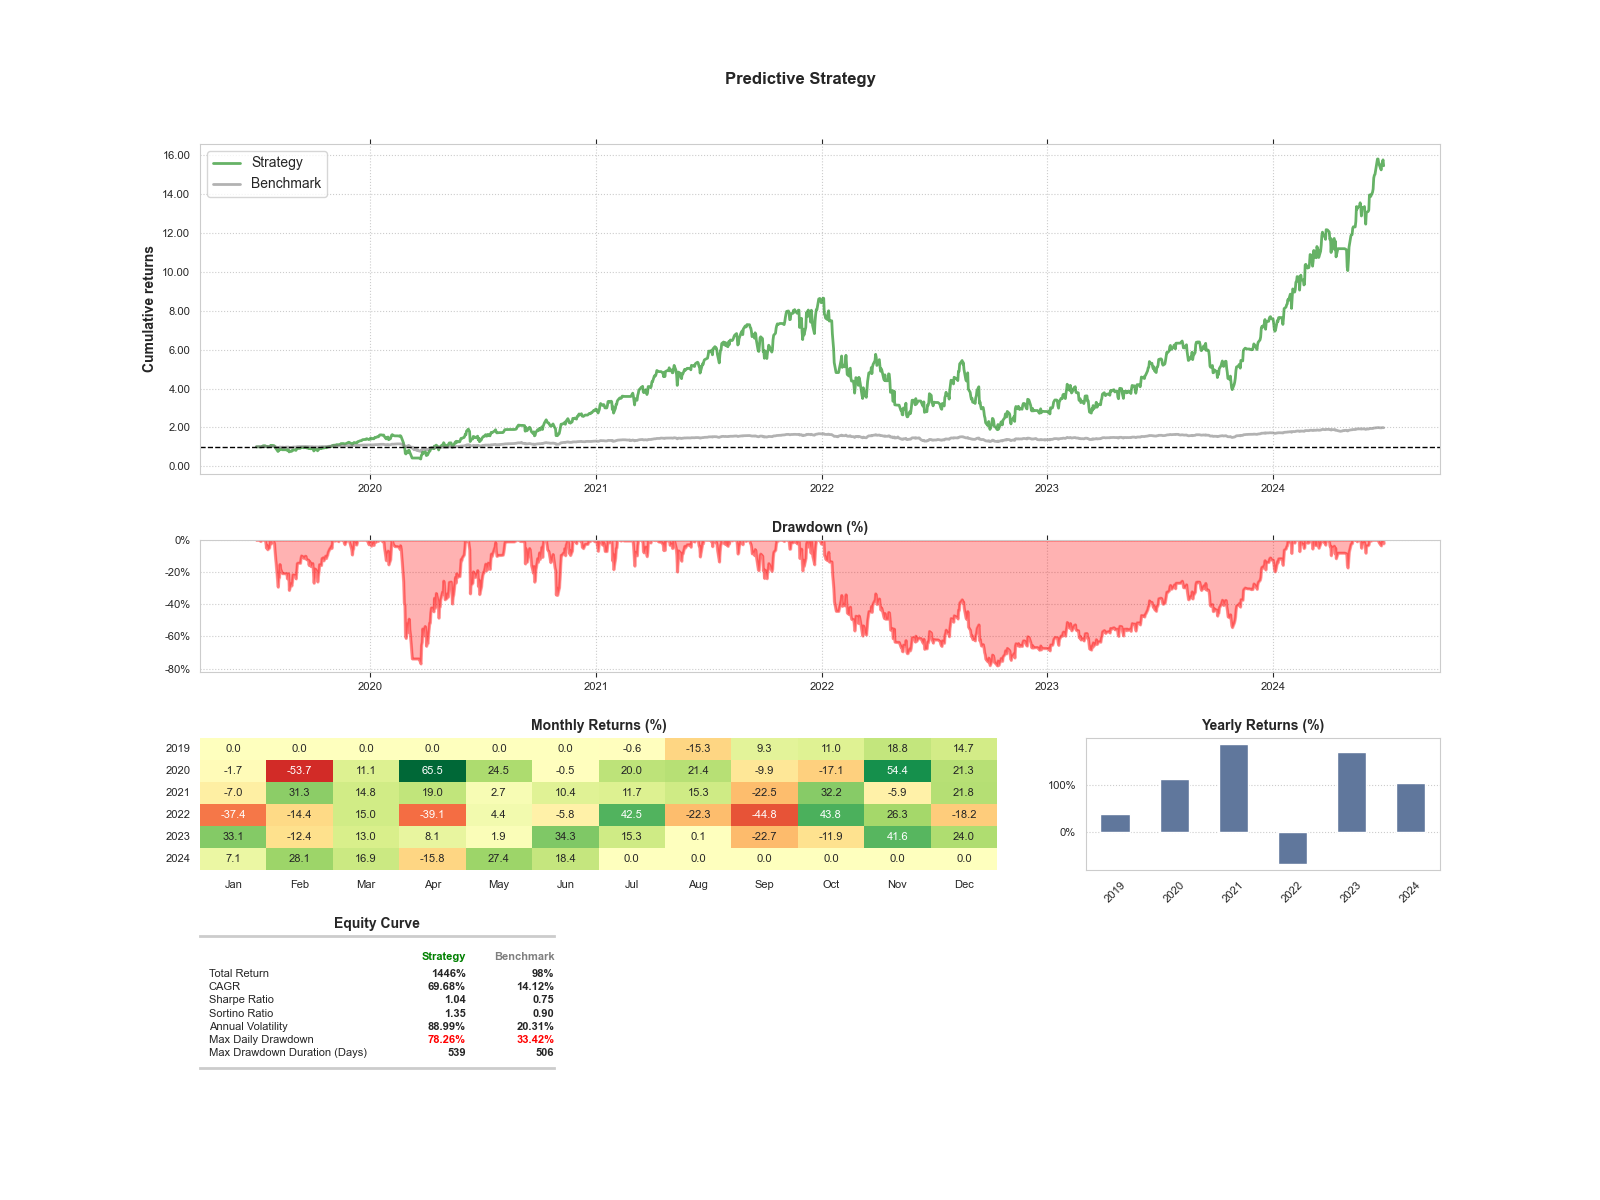 Predictive Strategy
Strategy
Benchmark
Cumulative returns
16.00
14.00
12.00
10.00
8.00
6.00
4.00
2.00
0.00
2020 2021 2022 2023 2024
Drawdown (%)
0%
-20%
-40%
-60%
-80%
2020 2021 2022 2023 2024
Monthly Returns (%)
2019 0.0 0.0 0.0 0.0 0.0 0.0 -0.6 -15.3 9.3 11.0 18.8 14.7
2020 -1.7 -53.7 11.1 65.5 24.5 -0.5 20.0 21.4 -9.9 -17.1 54.4 21.3
2021 -7.0 31.3 14.8 19.0 2.7 10.4 11.7 15.3 -22.5 32.2 -5.9 21.8
2022 -37.4 -14.4 15.0 -39.1 4.4 -5.8 42.5 -22.3 -44.8 43.8 26.3 -18.2
2023 33.1 -12.4 13.0 8.1 1.9 34.3 15.3 0.1 -22.7 -11.9 41.6 24.0
2024 7.1 28.1 16.9 -15.8 27.4 18.4 0.0 0.0 0.0 0.0 0.0 0.0
Jan Feb Mar Apr May Jun Jul Aug Sep Oct Nov Dec
Yearly Returns (%)
100%
0%
2019 2020 2021 2022 2023 2024
Equity Curve
Strategy Benchmark
Total Return 1446% 98%
CAGR 69.68% 14.12%
Sharpe Ratio 1.04 0.75
Sortino Ratio 1.35 0.90
Annual Volatility 88.99% 20.31%
Max Daily Drawdown 78.26% 33.42%
Max Drawdown Duration (Days) 539 506